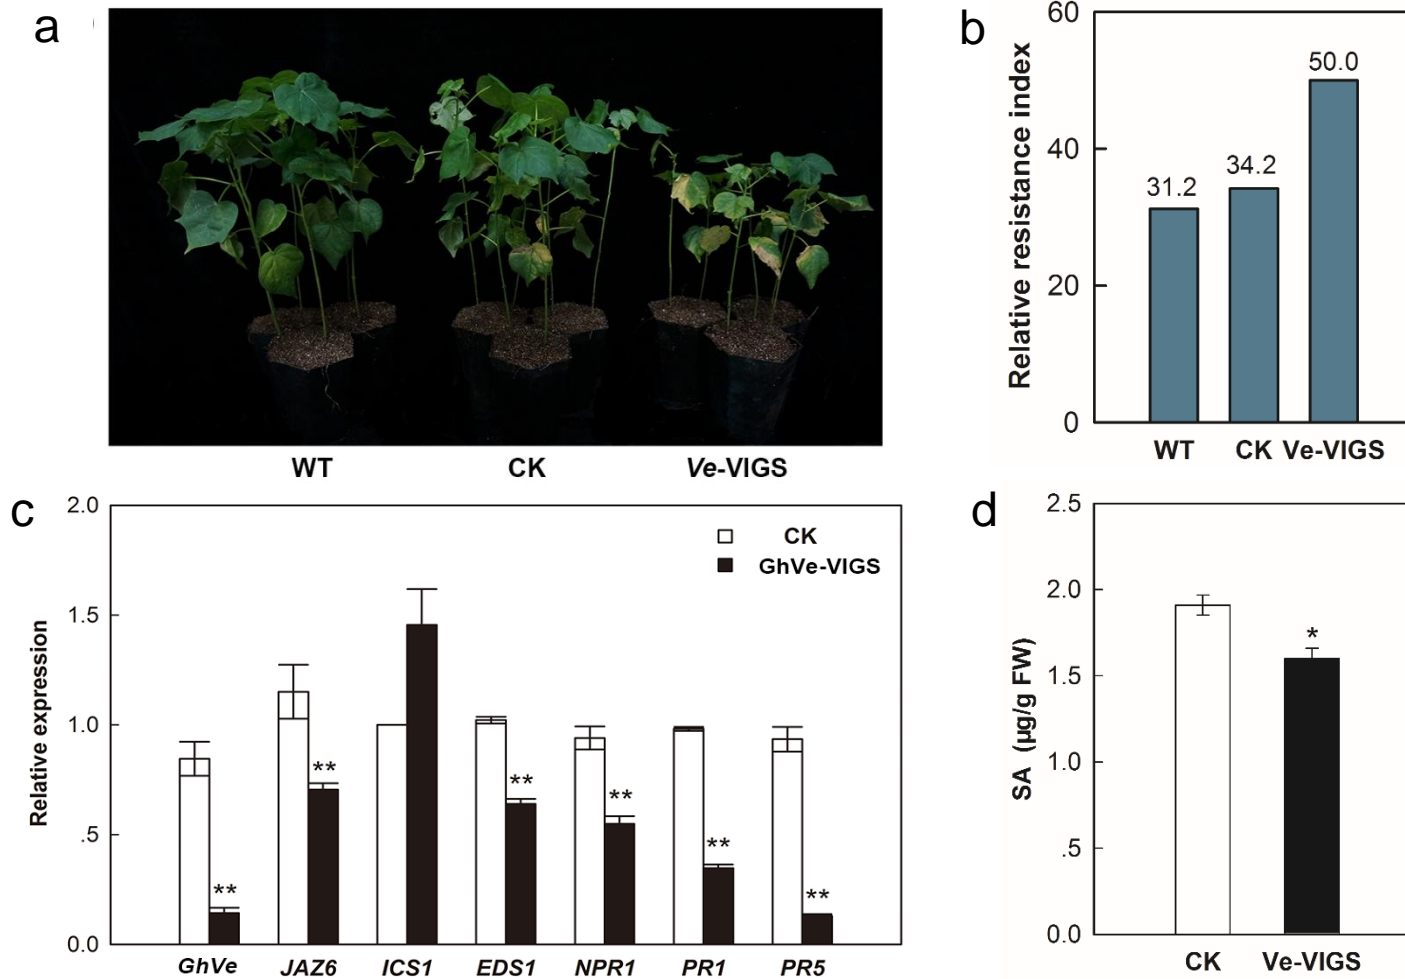 a
WT
CK
Ve-VIGS
b
Relative resistance index
60
40
20
0
31.2
34.2
50.0
WT
CK
Ve-VIGS
c
Relative expression
2.0
1.5
1.0
.5
0.0
CK
GhVe-VIGS
**
**
**
**
**
**
GhVe
JAZ6
ICS1
EDS1
NPR1
PR1
PR5
d
SA (µg/g FW)
2.5
2.0
1.5
1.0
.5
0.0
*
CK
Ve-VIGS